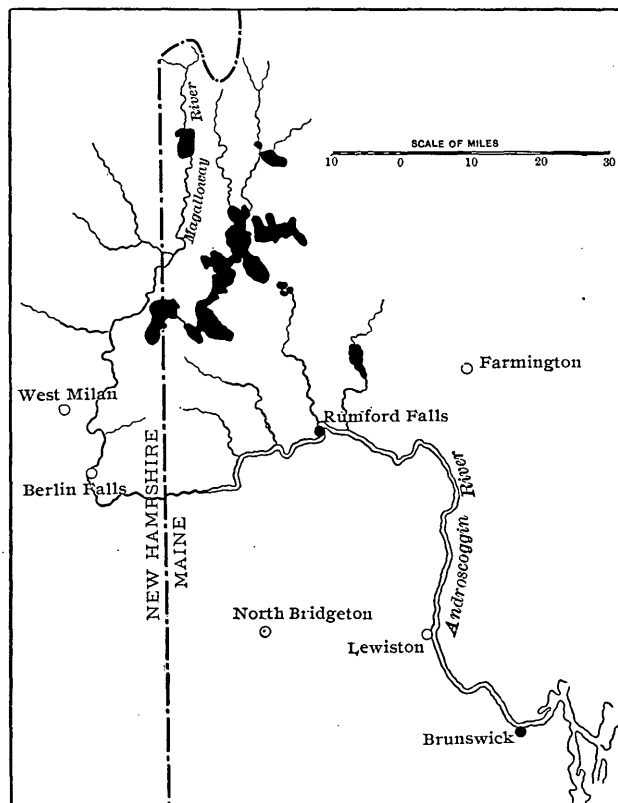 River
Magalloway
SCALE OF MILES
10 0 10 20 30
West Milan
Farmington
Rumford Falls
Berlin Falls
NEW HAMPSHIRE
MAINE
Androscoggin River
North Bridgeton
Lewiston
Brunswick